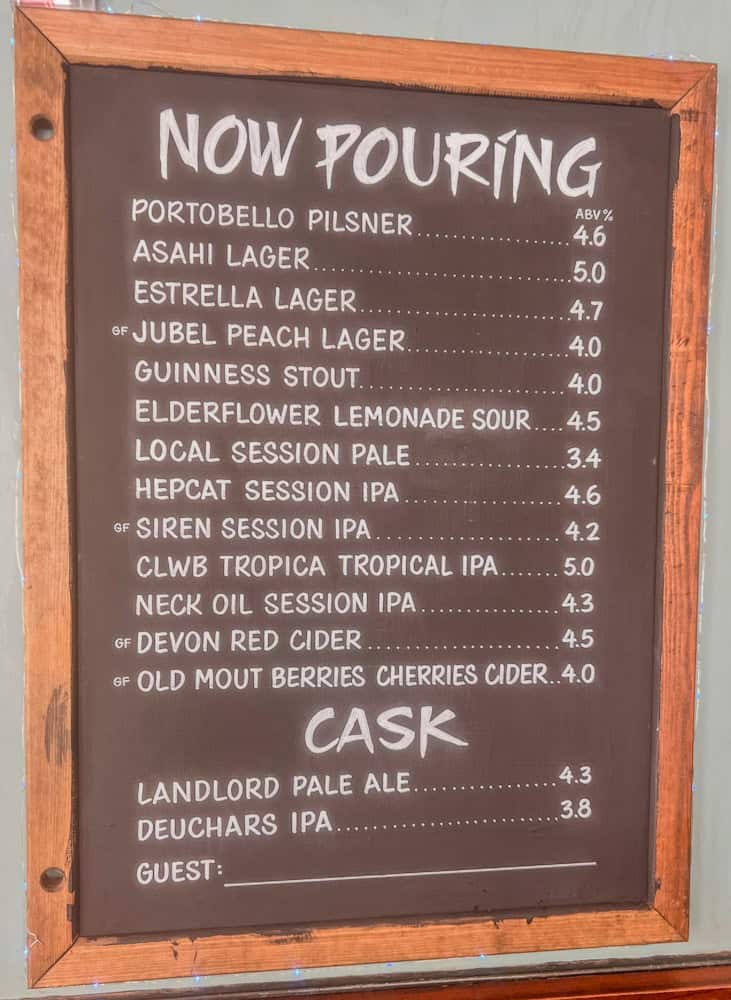 NOW POURING
ABV%
PORTOBELLO PILSNER....................4.6
ASAHI LAGER....................5.0
ESTRELLA LAGER....................4.7
GF JUBEL PEACH LAGER....................4.0
GUINNESS STOUT....................4.0
ELDERFLOWER LEMONADE SOUR....4.5
LOCAL SESSION PALE....................3.4
HEPCAT SESSION IPA....................4.6
GF SIREN SESSION IPA....................4.2
CLWB TROPICA TROPICAL IPA.......5.0
NECK OIL SESSION IPA................4.3
GF DEVON RED CIDER....................4.5
GF OLD MOUT BERRIES CHERRIES CIDER..4.0
CASK
LANDLORD PALE ALE................4.3
DEUCHARS IPA....................3.8
GUEST: